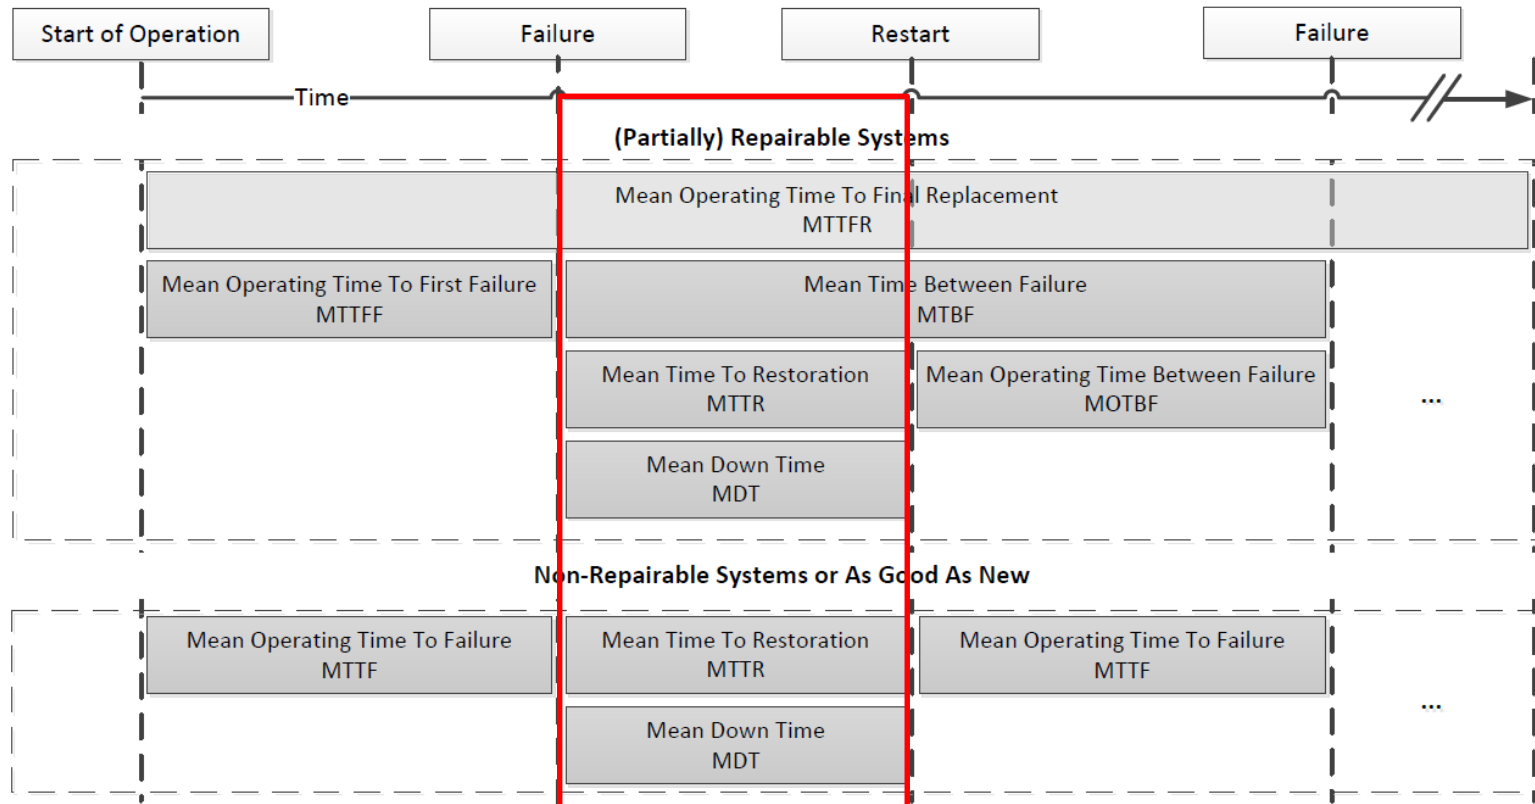 Start of Operation
Failure
Restart
Failure
Time
(Partially) Repairable Systems
Mean Operating Time To Final Replacement
MTTFR
Mean Operating Time To First Failure
MTTFF
Mean Time Between Failure
MTBF
Mean Time To Restoration
MTTR
Mean Operating Time Between Failure
MOTBF
...
Mean Down Time
MDT
Non-Repairable Systems or As Good As New
Mean Operating Time To Failure
MTTF
Mean Time To Restoration
MTTR
Mean Operating Time To Failure
MTTF
...
Mean Down Time
MDT